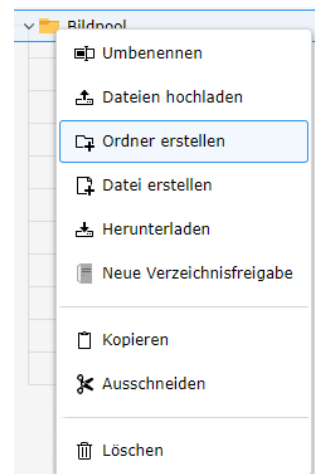 Bildpool
Umbenennen
Dateien hochladen
Ordner erstellen
Datei erstellen
Herunterladen
Neue Verzeichnisfreigabe
Kopieren
Ausschneiden
Löschen